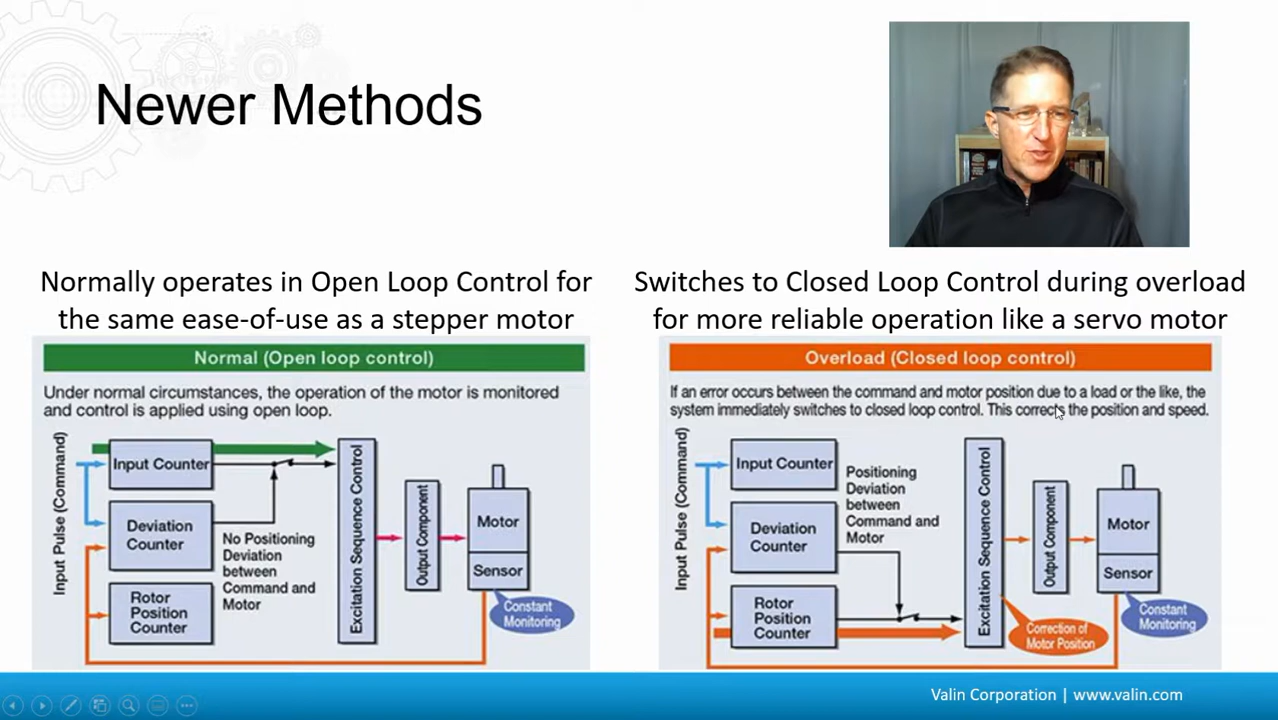 Newer Methods
Normally operates in Open Loop Control for
the same ease-of-use as a stepper motor
Normal (Open loop control)
Under normal circumstances, the operation of the motor is monitored
and control is applied using open loop.
Input Pulse (Command)
Input Counter
Deviation
Counter
Rotor
Position
Counter
No Positioning
Deviation
between
Command and
Motor
Excitation Sequence Control
Output Component
Motor
Sensor
Constant
Monitoring
Switches to Closed Loop Control during overload
for more reliable operation like a servo motor
Overload (Closed loop control)
If an error occurs between the command and motor position due to a load or the like, the
system immediately switches to closed loop control. This corrects the position and speed.
Input Pulse (Command)
Input Counter
Deviation
Counter
Rotor
Position
Counter
Positioning
Deviation
between
Command and
Motor
Excitation Sequence Control
Correction of
Motor Position
Output Component
Motor
Sensor
Constant
Monitoring
Valin Corporation | www.valin.com